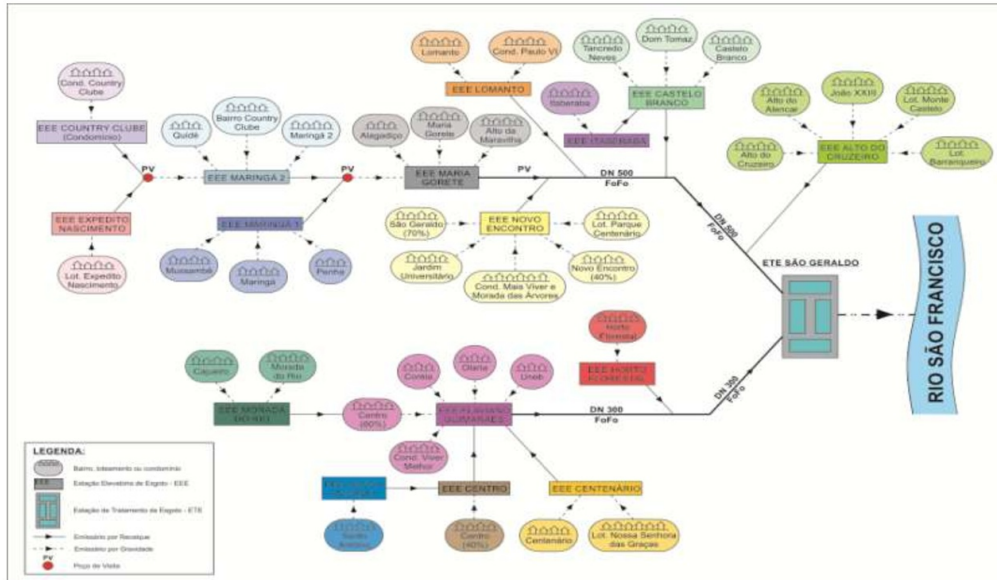 Cond. Country
Clube
EEE COUNTRY CLUBE
(Condomínio)
Quidé
Bairro Country
Clube
Maringá 2
PV
EEE MARINGÁ 2
PV
EEE EXPEDITO
NASCIMENTO
Lot. Expedito
Nascimento
EEE MARINGÁ 1
Mussambê
Maringá
Penha
Alagadiço
Maria
Gorete
Alto da
Maravilha
EEE MARIA
GORETE
PV
Lomanto
Cond. Paulo VI
EEE LOMANTO
Itaberaba
EEE ITABERABA
Tancredo
Neves
Dom Tomaz
Castelo
Branco
EEE CASTELO
BRANCO
DN 500
FoFo
DN 500
FoFo
Alto do
Alencar
João XXIII
Lot. Monte
Castelo
Alto do
Cruzeiro
EEE ALTO DO
CRUZEIRO
Lot.
Barranqueiro
São Geraldo
(70%)
EEE NOVO
ENCONTRO
Lot. Parque
Centenário
Jardim
Universitário
Cond. Mais Viver e
Morada das Árvores
Novo Encontro
(40%)
ETE SÃO GERALDO
RIO SÃO FRANCISCO
Horto
Florestal
EEE HORTO
FLORESTAL
Cajueiro
Morada
do Rio
EEE MORADA
DO RIO
Centro
(60%)
Coréia
Olaria
Uneb
EEE FLAVIANO
GUIMARÃES
Cond. Viver
Melhor
DN 300
FoFo
DN 300
FoFo
EEE CENTRO
Santo
Antônio
Centro
(40%)
EEE CENTENÁRIO
Centenário
Lot. Nossa Senhora
das Graças
LEGENDA:
Bairro, loteamento ou condomínio
EEE
Estação Elevatória de Esgoto - EEE
Estação de Tratamento de Esgoto - ETE
Emissário por Recalque
Emissário por Gravidade
PV
Poço de Visita